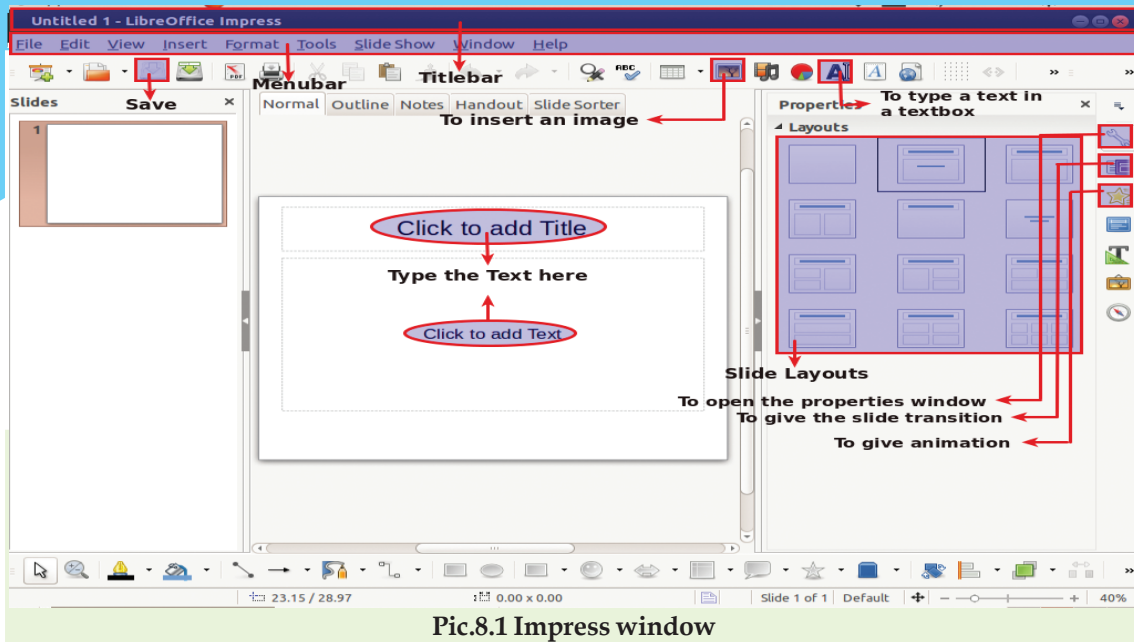 Untitled 1 - LibreOffice Impress
File Edit View Insert Format Tools Slide Show Window Help
PDF
ABC
Menubar
Titlebar
Slides
Save
Normal Outline Notes Handout Slide Sorter
To insert an image
Properties
To type a text in
a textbox
Layouts
1
Click to add Title
Type the Text here
Click to add Text
Slide Layouts
To open the properties window
To give the slide transition
To give animation
23.15 / 28.97
0.00 x 0.00
Slide 1 of 1
Default
40%
Pic.8.1 Impress window